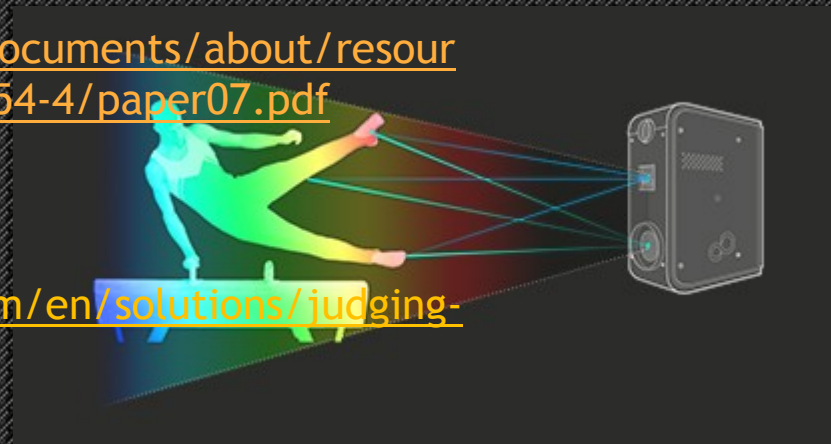 ocuments/about/resour
54-4/paper07.pdf
m/en/solutions/judging-